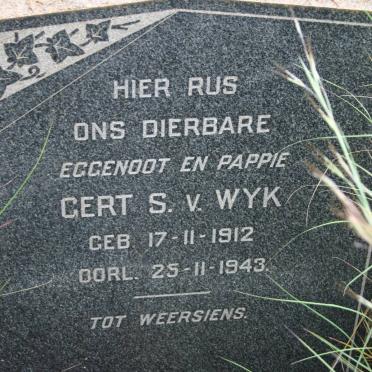 HIER RUS
ONS DIERBARE
EGGENOOT EN PAPPIE
GERT S. V. WYK
GEB 17-11-1912
OORL. 25-11-1943.
TOT WEERSIENS.